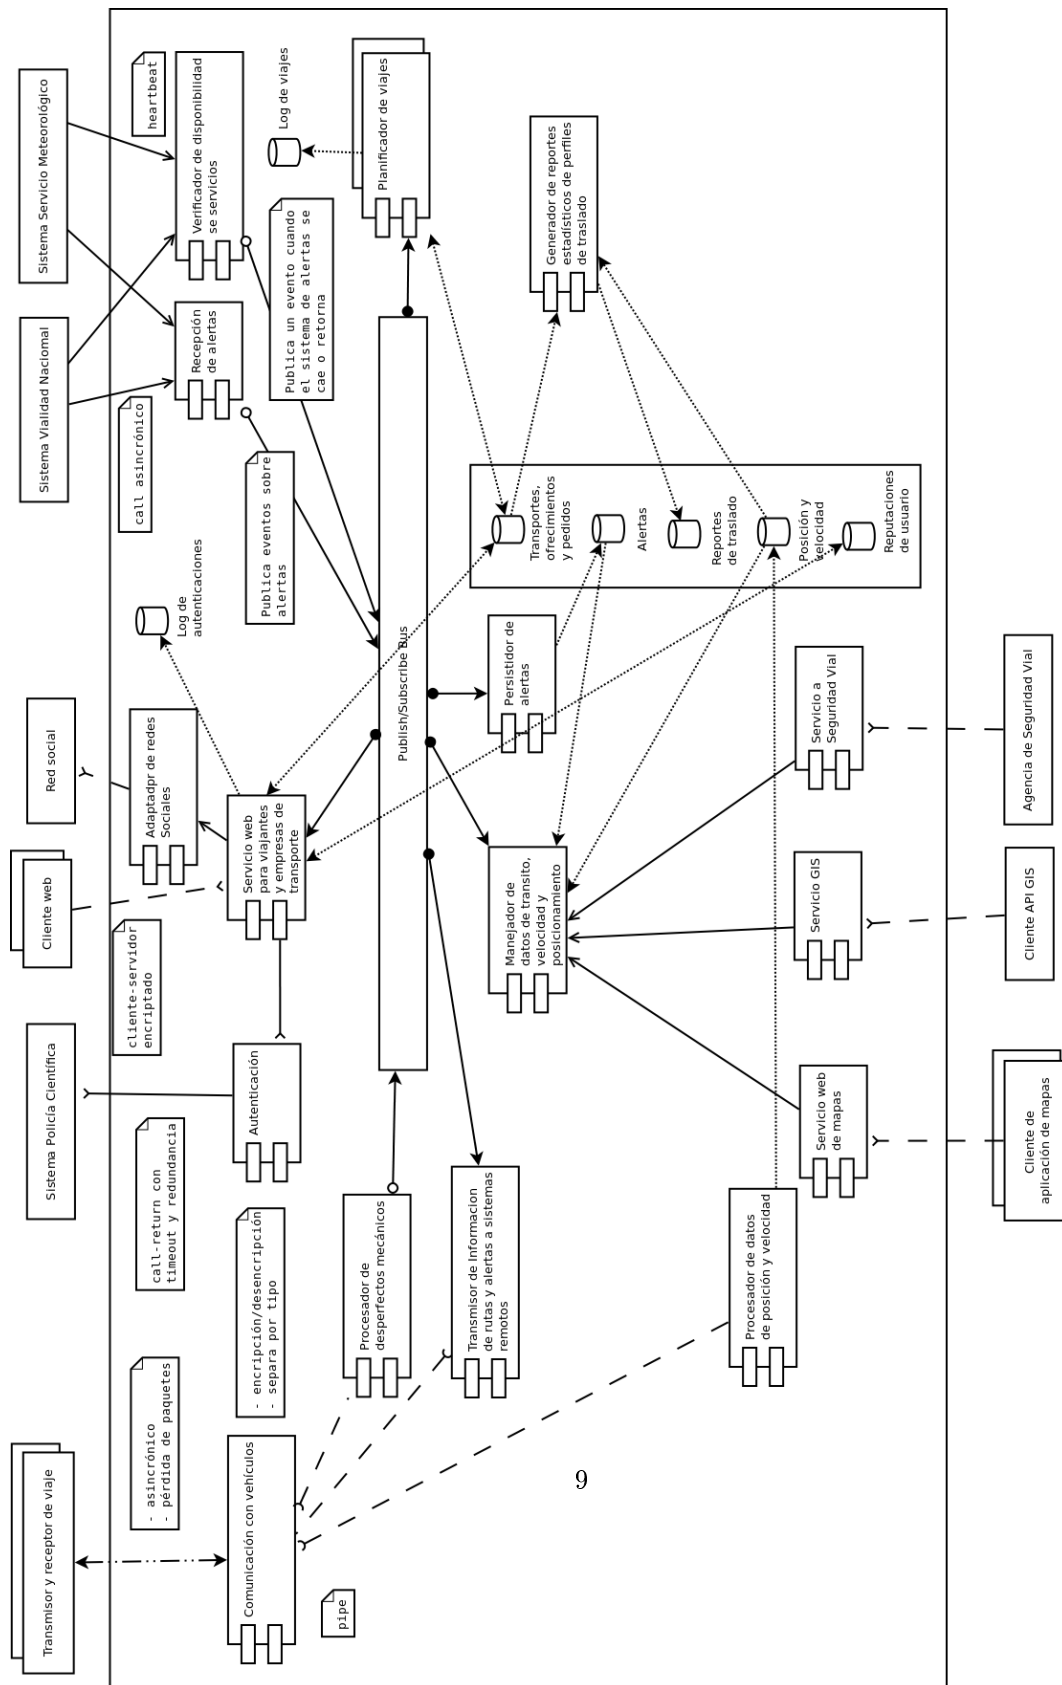 Transmisor y receptor de viaje
Sistema Policía Científica
Cliente web
Red social
Sistema Vialidad Naciomal
Sistema Servicio Meteorológico
- asincrónico
- pérdida de paquetes
call-return con
timeout y redundancia
cliente-servidor
encriptado
Adaptadpr de redes
Sociales
Log de
autenticaciones
call asincrónico
heartbeat
Recepción
de alertas
Verificador de disponibilidad
se servicios
Comunicación con vehículos
- encripción/desencripción
- separa por tipo
Autenticación
Servicio web
para viajantes
y empresas de
transporte
Publica eventos sobre
alertas
Publica un evento cuando
el sistema de alertas se
cae o retorna
Log de viajes
pipe
Procesador de
desperfectos mecánicos
Publish/Subscribe Bus
Planificador de viajes
Transmisor de Informacion
de rutas y alertas a sistemas
remotos
Manejador de
datos de transito,
velocidad y
posicionamiento
Persistidor de
alertas
Transportes,
ofrecimientos
y pedidos
Generador de reportes
estadísticos de perfiles
de traslado
Alertas
Reportes
de traslado
Posición y
velocidad
Reputaciones
de usuario
Procesador de datos
de posición y velocidad
Servicio web
de mapas
Servicio GIS
Servicio a
Seguridad Vial
Cliente de
aplicación de mapas
Cliente API GIS
Agencia de Seguridad Vial
9